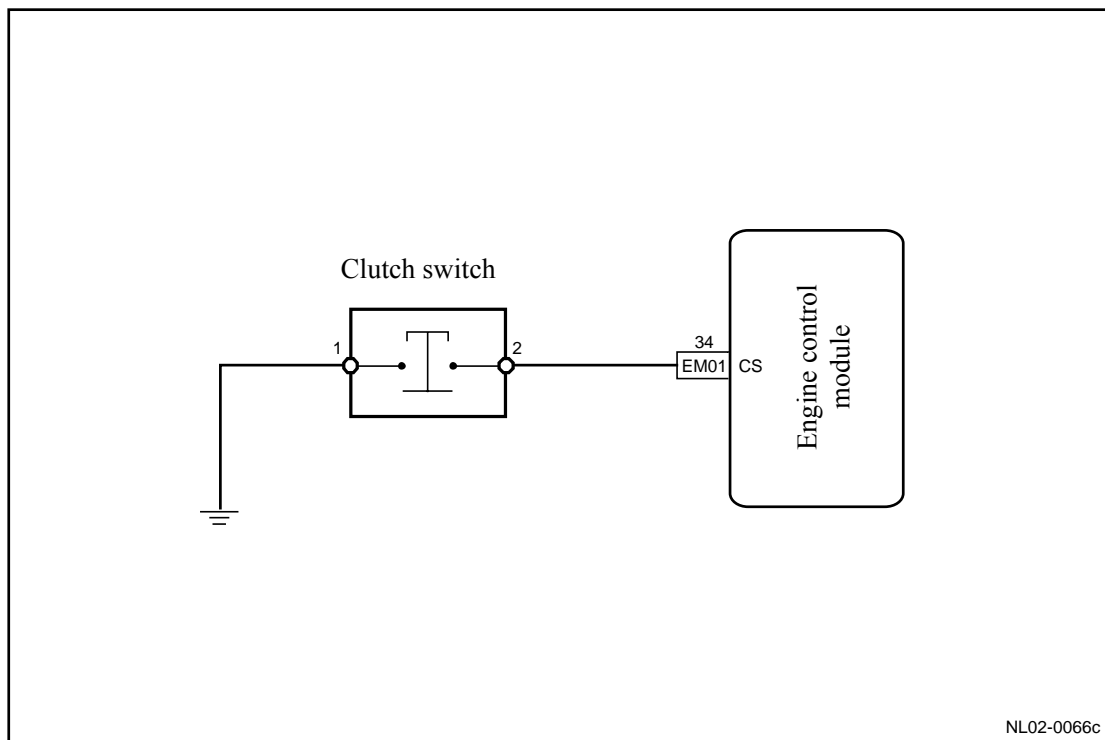 Clutch switch
1
2
34
EM01
CS
Engine control
module
NL02-0066c